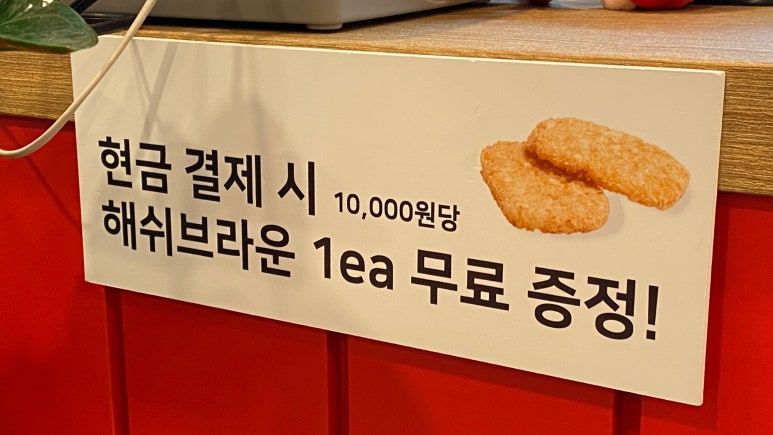 현금 결제 시 10,000원당
해쉬브라운 1ea 무료 증정!